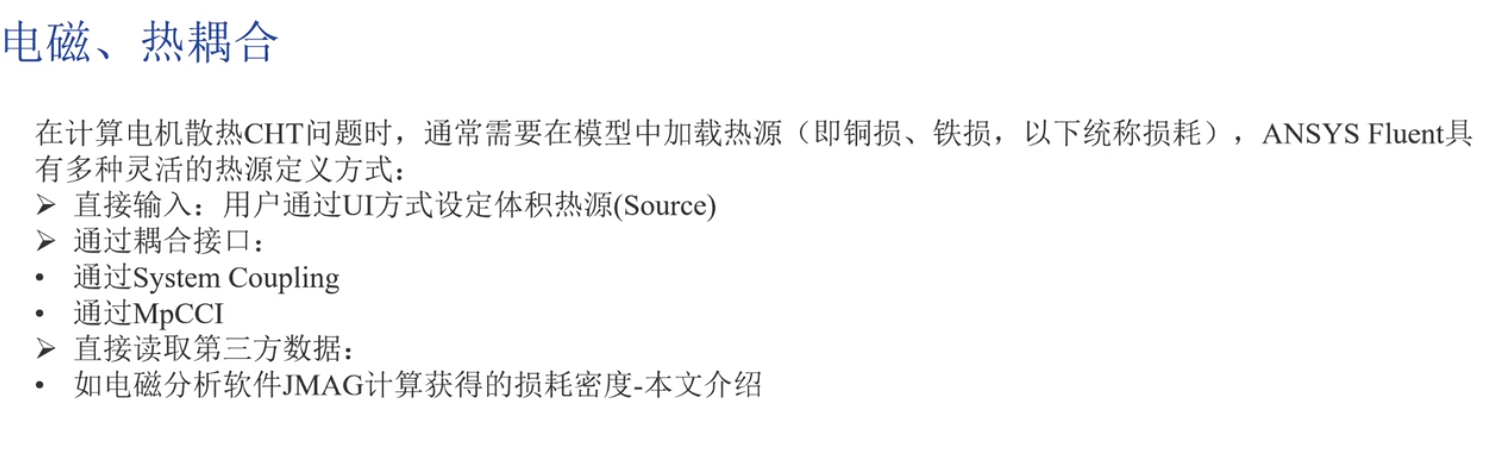 电磁、热耦合
在计算电机散热CHT问题时，通常需要在模型中加载热源（即铜损、铁损，以下统称损耗），ANSYS Fluent具
有多种灵活的热源定义方式：
➢ 直接输入：用户通过UI方式设定体积热源(Source)
➢ 通过耦合接口：
• 通过System Coupling
• 通过MpCCI
➢ 直接读取第三方数据：
• 如电磁分析软件JMAG计算获得的损耗密度-本文介绍